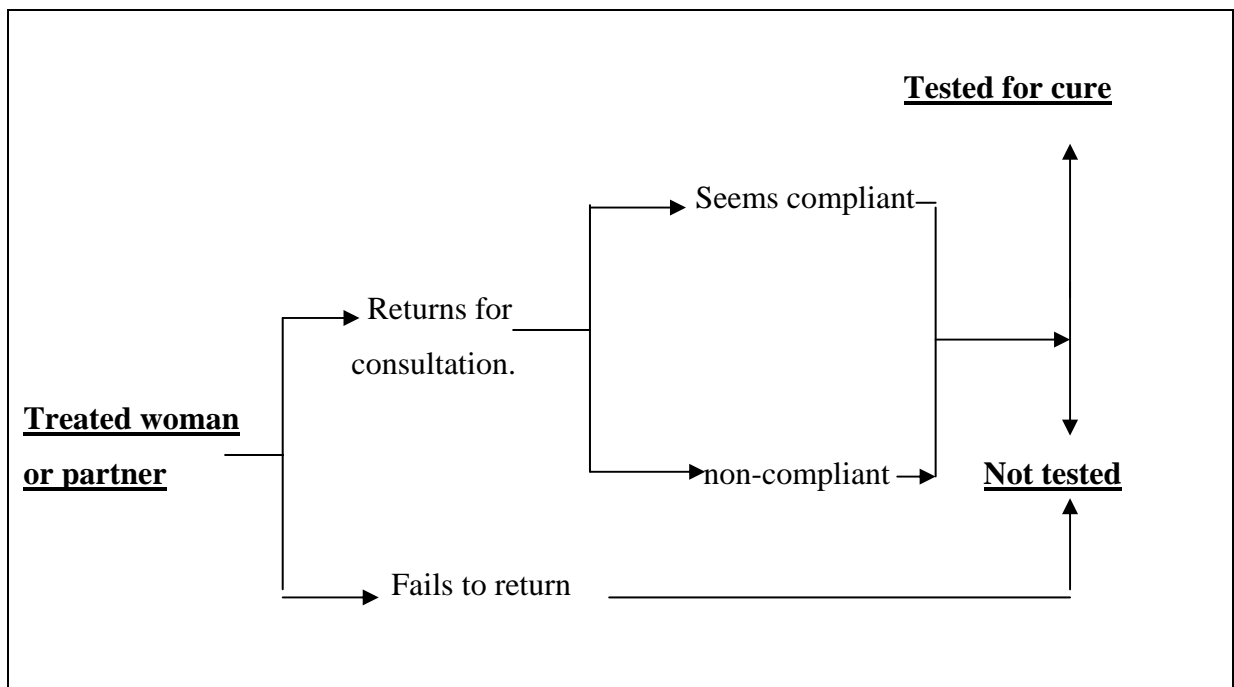 Tested for cure
Seems compliant
Returns for
consultation.
Treated woman
or partner
non-compliant
Not tested
Fails to return